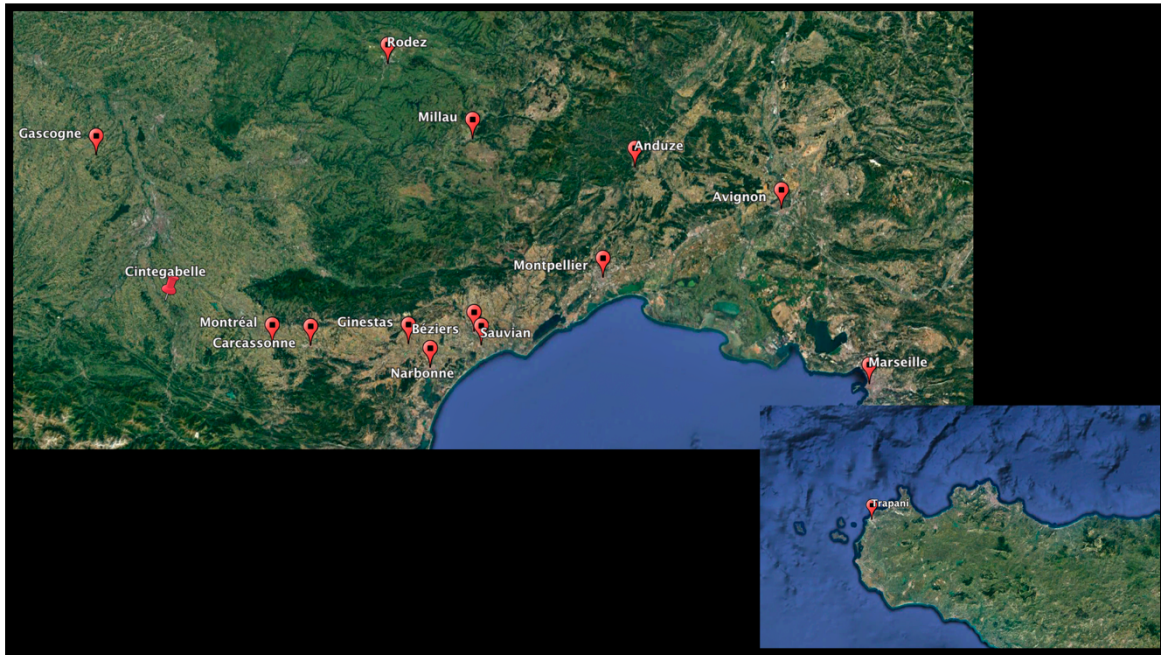 Rodez
Millau
Gascogne
Anduze
Avignon
Montpellier
Cintegabelle
Montréal
Carcassonne
Ginestas
Béziers
Sauvian
Narbonne
Marseille
Trapani